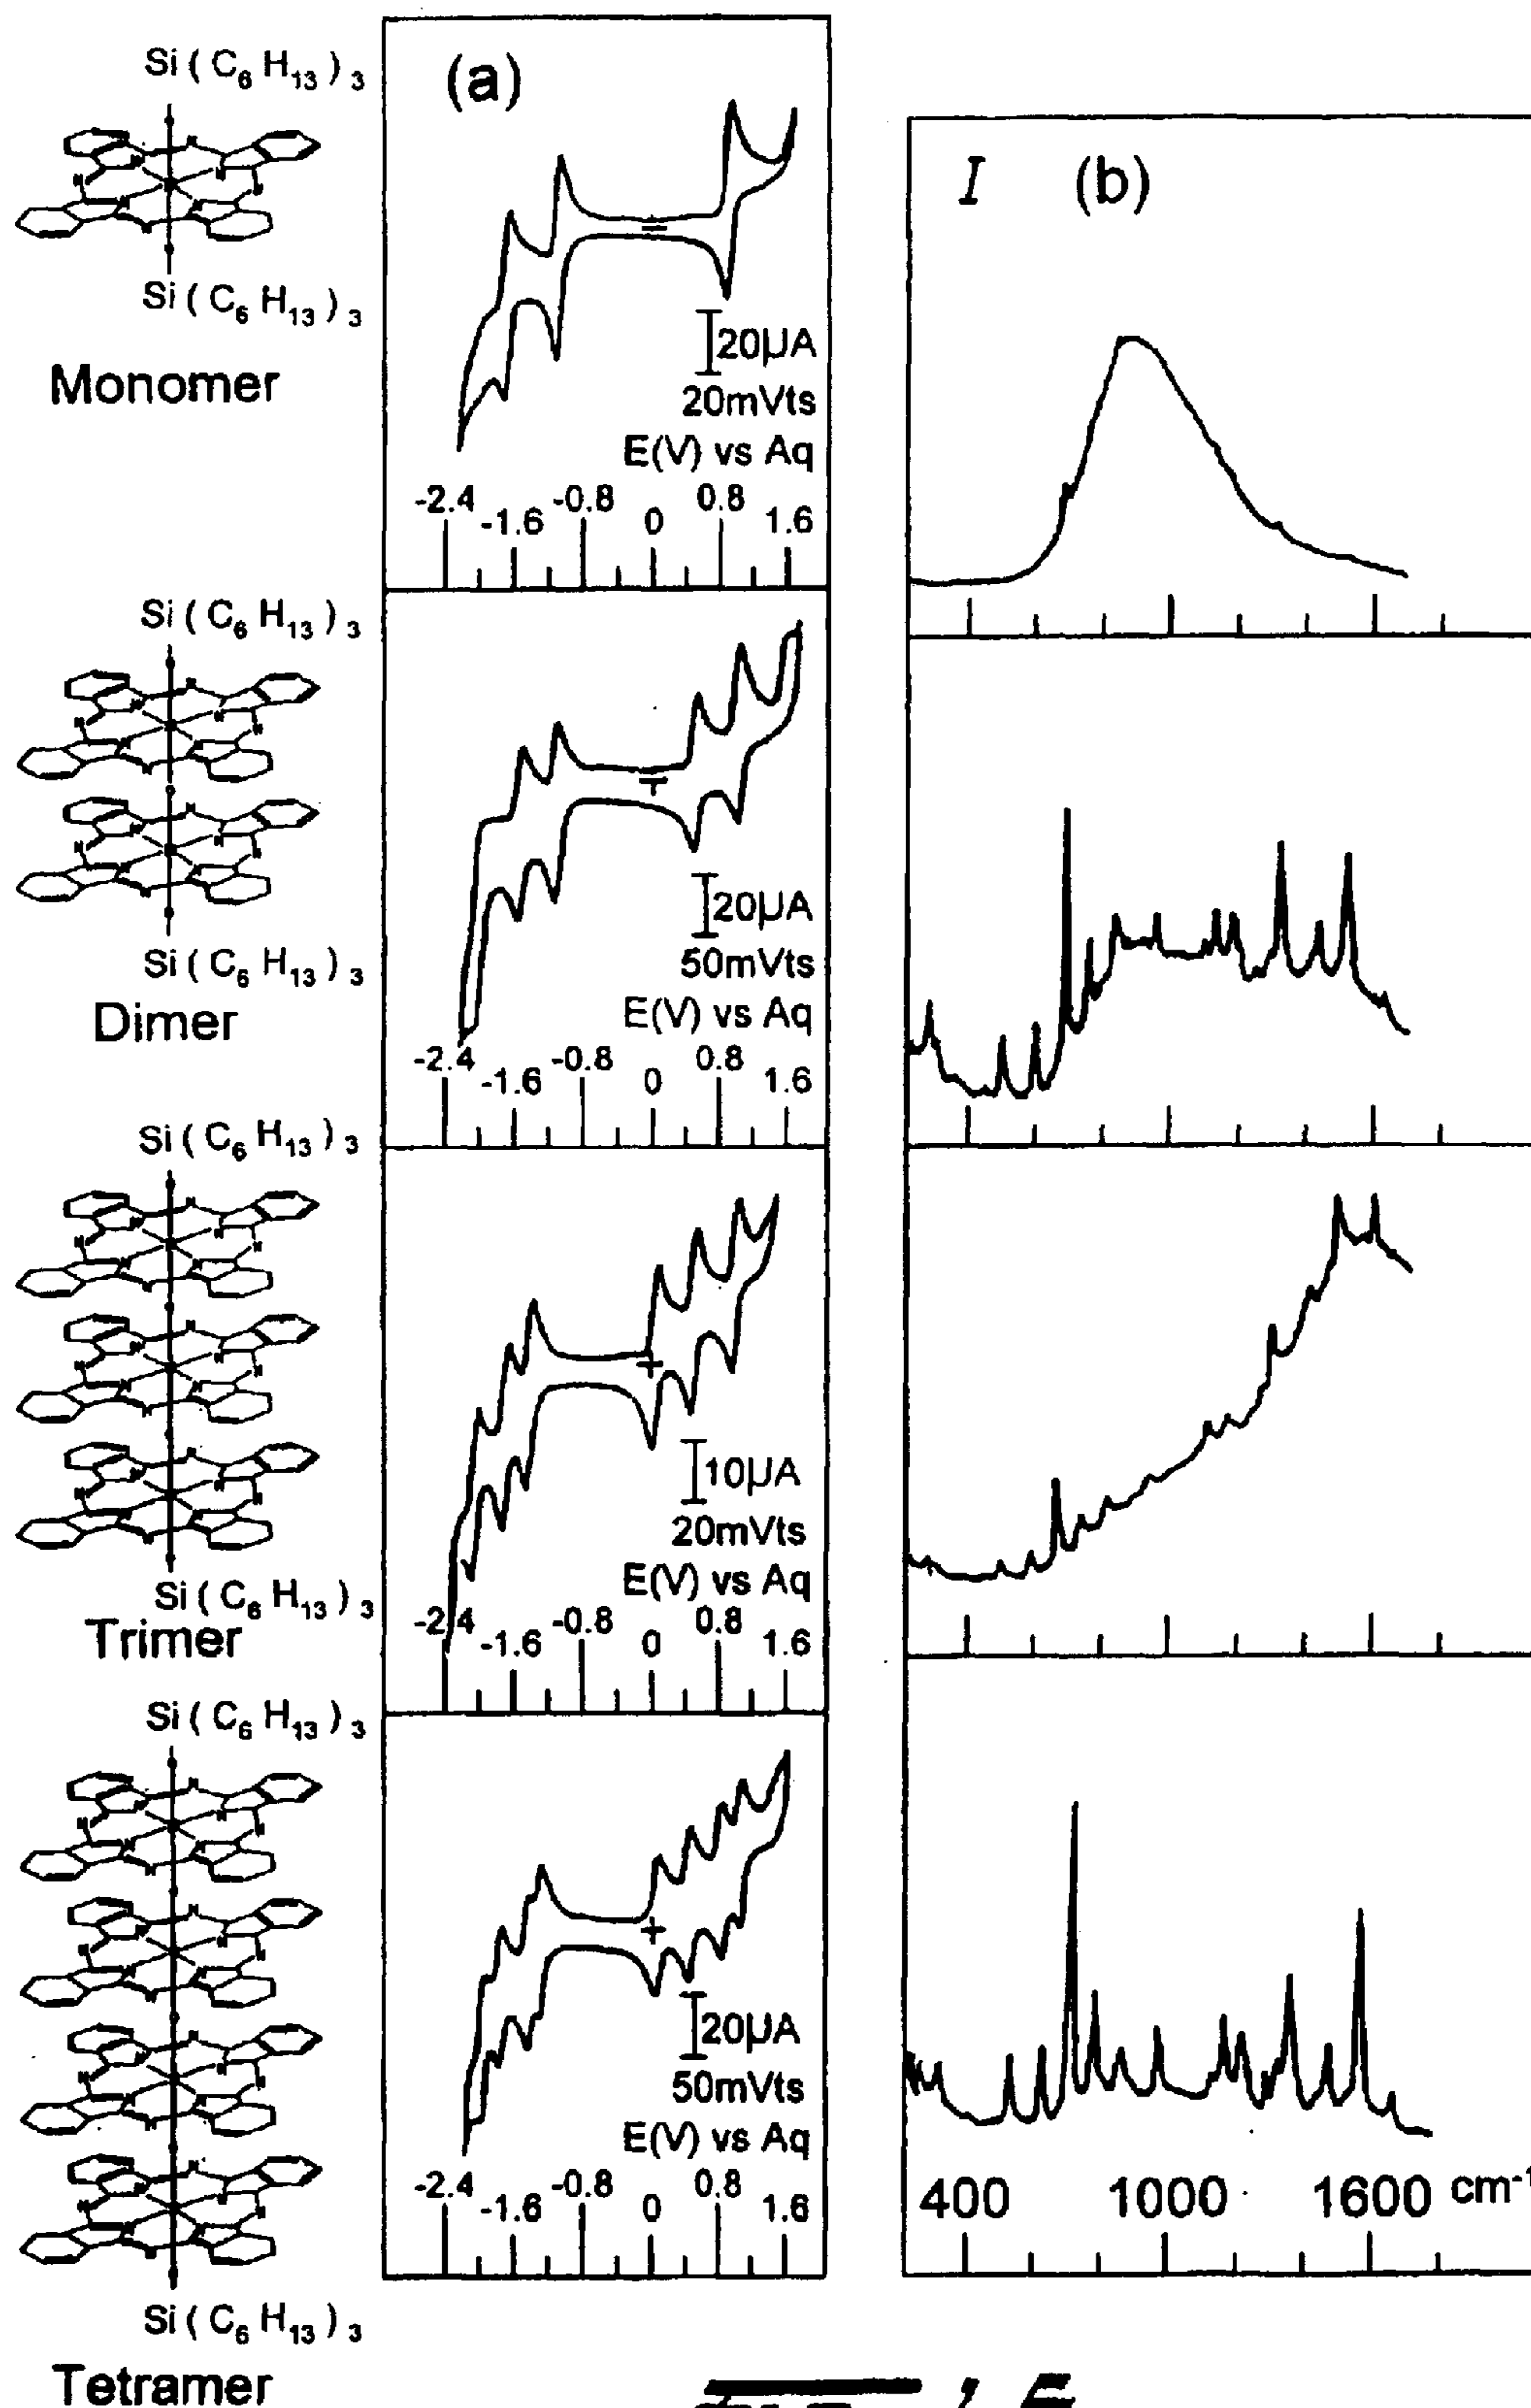 Si(C₆H₁₃)₃
Si(C₆H₁₃)₃
Monomer
(a)
20µA
20mVts
E(V) vs Aq
-2.4 -1.6 -0.8 0 0.8 1.6
I (b)
Si(C₆H₁₃)₃
Si(C₆H₁₃)₃
Dimer
20µA
50mVts
E(V) vs Aq
-2.4 -1.6 -0.8 0 0.8 1.6
Si(C₆H₁₃)₃
Si(C₆H₁₃)₃
Trimer
10µA
20mVts
E(V) vs Aq
-2.4 -1.6 -0.8 0 0.8 1.6
Si(C₆H₁₃)₃
Si(C₆H₁₃)₃
Tetramer
20µA
50mVts
E(V) vs Aq
-2.4 -1.6 -0.8 0 0.8 1.6
400 1000 1600 cm⁻¹